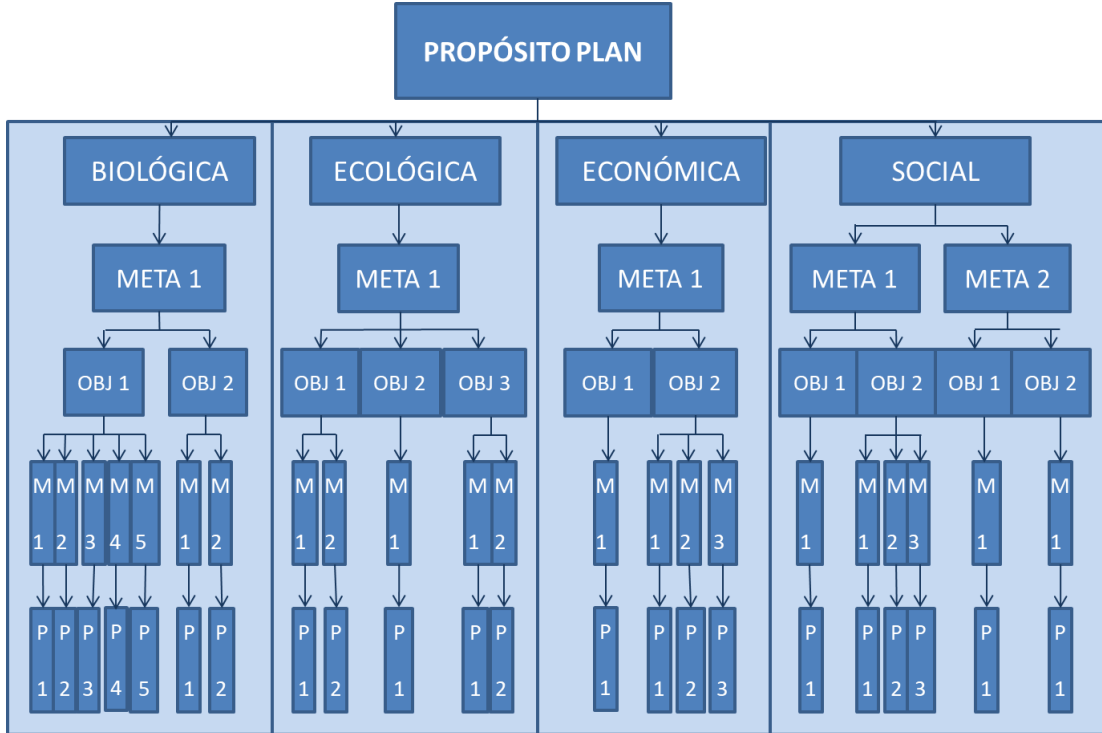 PROPÓSITO PLAN
BIOLÓGICA ECOLÓGICA ECONÓMICA SOCIAL
META 1 META 1 META 1 META 1 META 2
OBJ 1 OBJ 2 OBJ 1 OBJ 2 OBJ 3 OBJ 1 OBJ 2 OBJ 1 OBJ 2 OBJ 1 OBJ 2
M M M M M M M M M M M M M M M M M M M M M M
1 2 3 4 5 1 2 1 2 1 1 2 1 1 2 3 1 1 2 3 1 1
P P P P P P P P P P P P P P P P P P P P P P
1 2 3 4 5 1 2 1 2 1 1 2 1 1 2 3 1 1 2 3 1 1